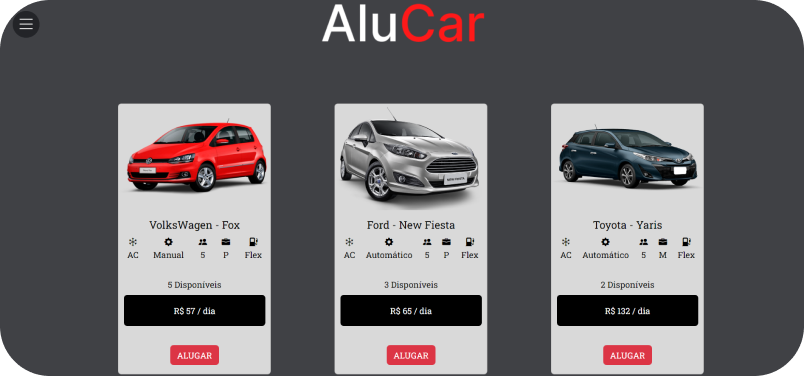 AluCar
VolksWagen - Fox
AC Manual 5 P Flex
5 Disponíveis
R$ 57 / dia
ALUGAR
Ford - New Fiesta
AC Automático 5 P Flex
3 Disponíveis
R$ 65 / dia
ALUGAR
Toyota - Yaris
AC Automático 5 M Flex
2 Disponíveis
R$ 132 / dia
ALUGAR